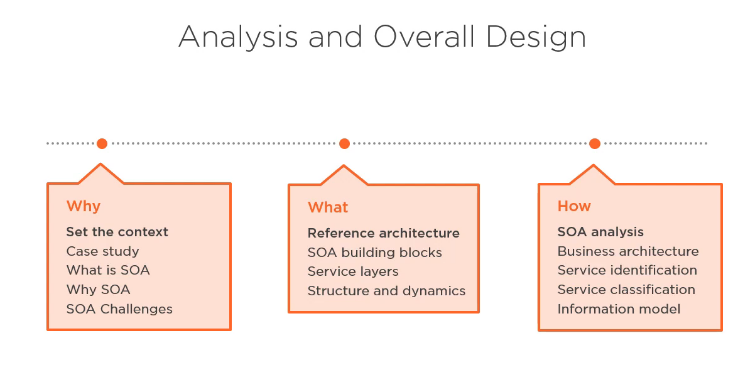 Analysis and Overall Design
Why
Set the context
Case study
What is SOA
Why SOA
SOA Challenges
What
Reference architecture
SOA building blocks
Service layers
Structure and dynamics
How
SOA analysis
Business architecture
Service identification
Service classification
Information model